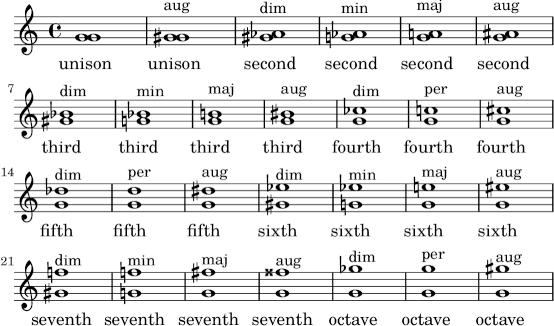 aug dim min maj aug
unison unison second second second second
7 dim min maj aug dim per aug
third third third third fourth fourth fourth
14 dim per aug dim min maj aug
fifth fifth fifth sixth sixth sixth sixth
21 dim min maj aug dim per aug
seventh seventh seventh seventh octave octave octave